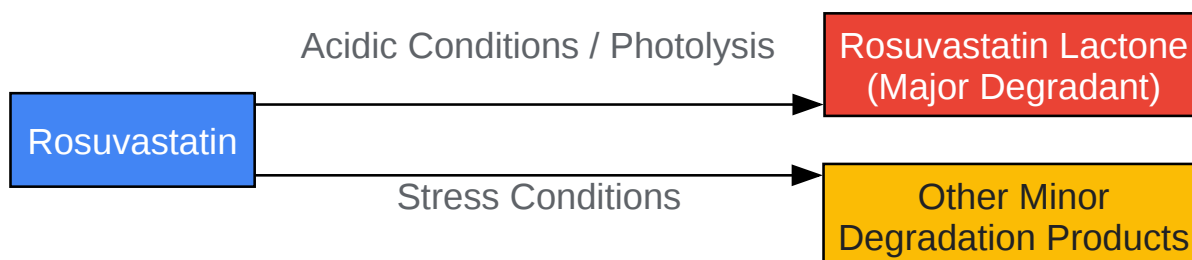 Acidic Conditions / Photolysis
Rosuvastatin Lactone
(Major Degradant)
Rosuvastatin
Stress Conditions
Other Minor
Degradation Products